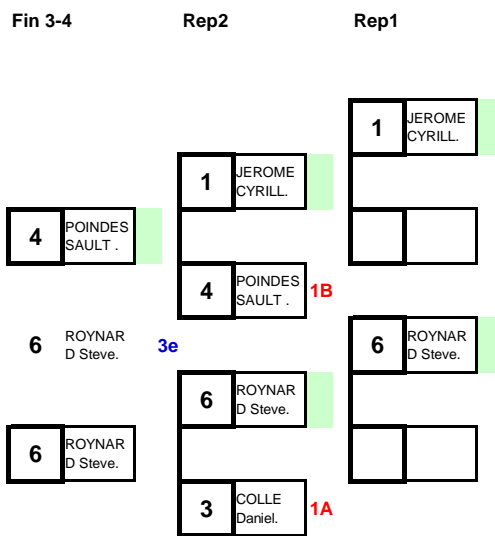 Fin 3-4 Rep2 Rep1
1 JEROME
CYRILL.
1 JEROME
CYRILL.
4 POINDES
SAULT .
4 POINDES
SAULT . 1B
6 ROYNAR
D Steve. 3e
6 ROYNAR
D Steve.
6 ROYNAR
D Steve.
6 ROYNAR
D Steve.
3 COLLE
Daniel. 1A